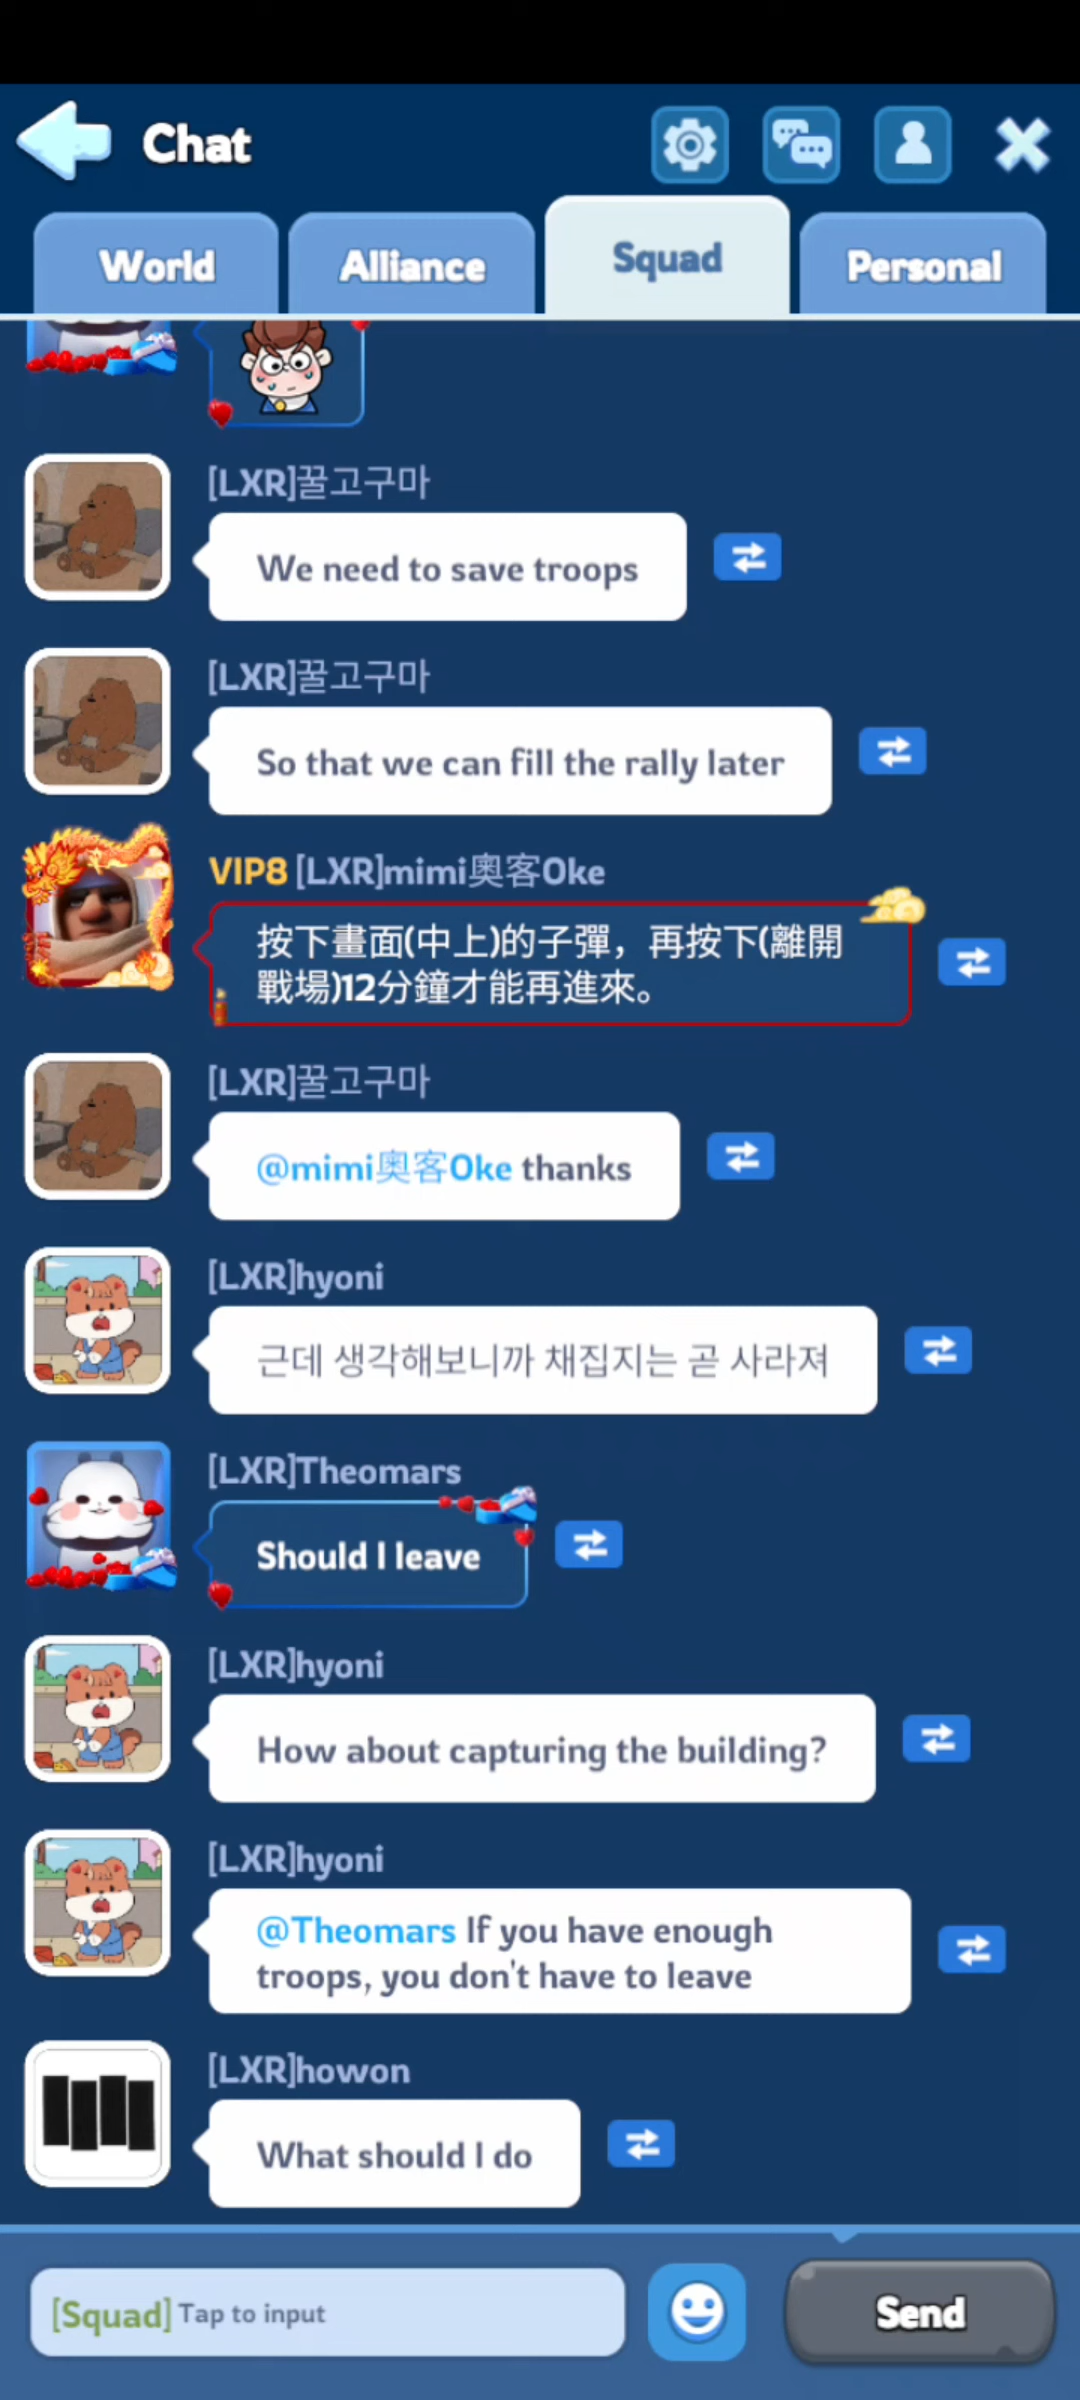 Chat
World
Alliance
Squad
Personal
[LXR]꿀고구마
We need to save troops
[LXR]꿀고구마
So that we can fill the rally later
VIP8 [LXR]mimi奧客Oke
按下畫面(中上)的子彈，再按下(離開
戰場)12分鐘才能再進來。
[LXR]꿀고구마
@mimi奧客Oke thanks
[LXR]hyoni
근데 생각해보니까 채집지는 곧 사라져
[LXR]Theomars
Should I leave
[LXR]hyoni
How about capturing the building?
[LXR]hyoni
@Theomars If you have enough
troops, you don't have to leave
[LXR]howon
What should I do
[Squad] Tap to input
Send